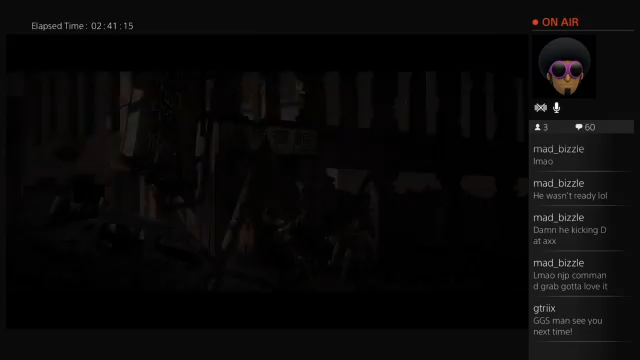 Elapsed Time: 02:41:15
ON AIR
3
60
mad_bizzle
lmao
mad_bizzle
He wasn't ready lol
mad_bizzle
Damn he kicking D
at axx
mad_bizzle
Lmao njp comman
d grab gotta love it
gtriix
GGS man see you
next time!